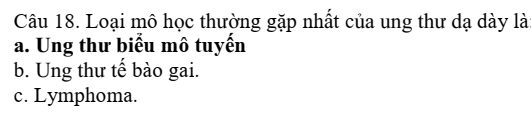 Câu 18. Loại mô học thường gặp nhất của ung thư dạ dày là:
a. Ung thư biểu mô tuyến
b. Ung thư tế bào gai.
c. Lymphoma.